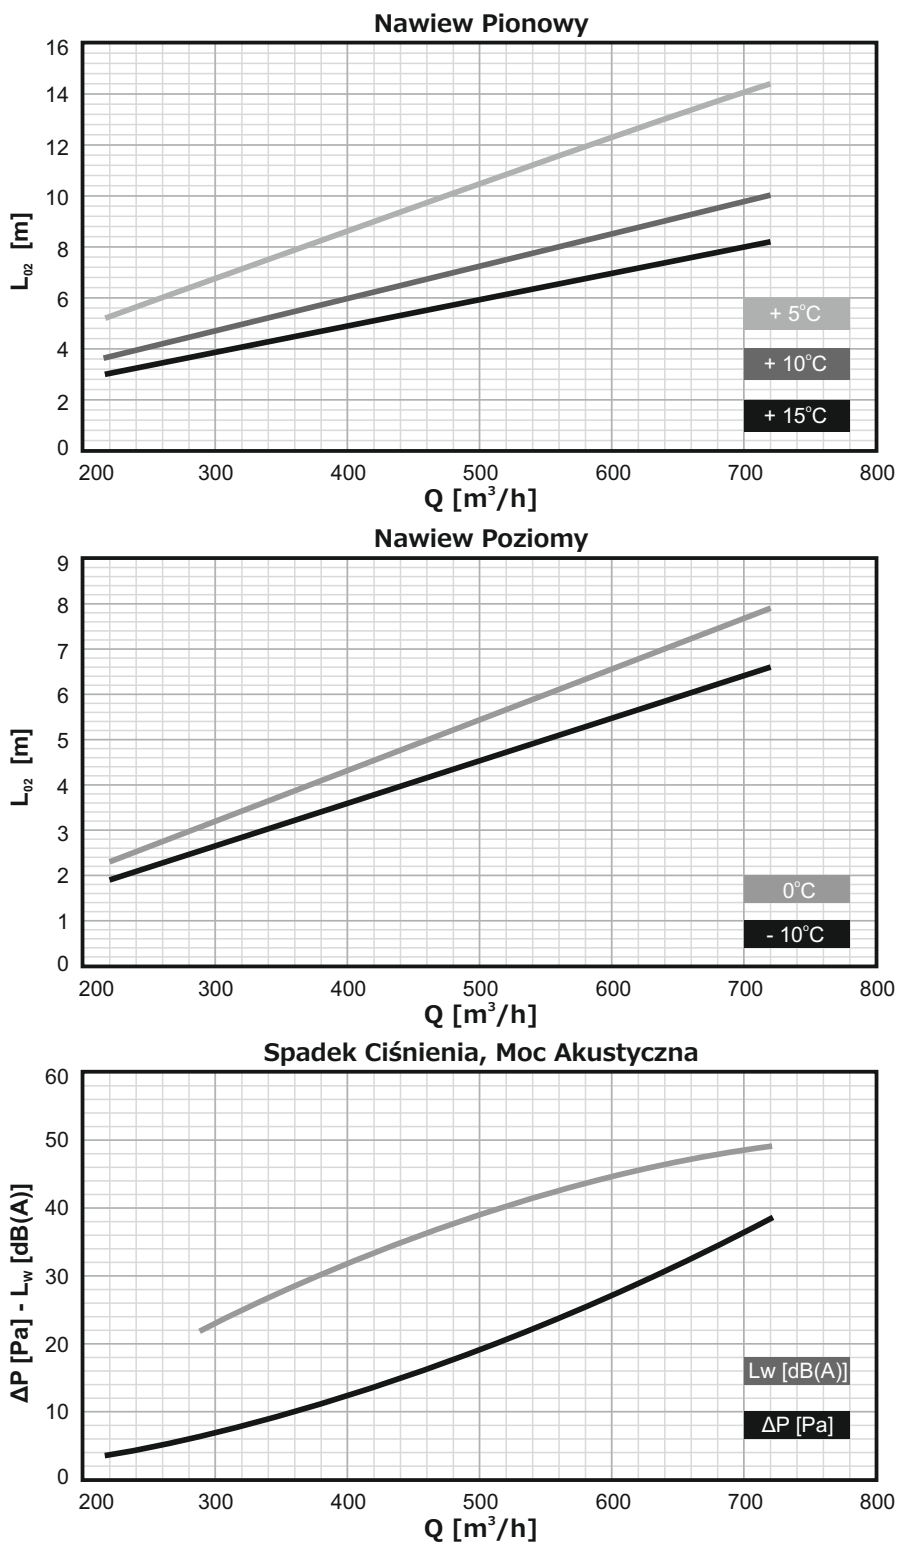 Nawiew Pionowy
16
14
12
10
8
6
4
2
0
L02 [m]
+ 5°C
+ 10°C
+ 15°C
200 300 400 500 600 700 800
Q [m³/h]
Nawiew Poziomy
9
8
7
6
5
4
3
2
1
0
L02 [m]
0°C
- 10°C
200 300 400 500 600 700 800
Q [m³/h]
Spadek Ciśnienia, Moc Akustyczna
60
50
40
30
20
10
0
ΔP [Pa] - Lw [dB(A)]
Lw [dB(A)]
ΔP [Pa]
200 300 400 500 600 700 800
Q [m³/h]